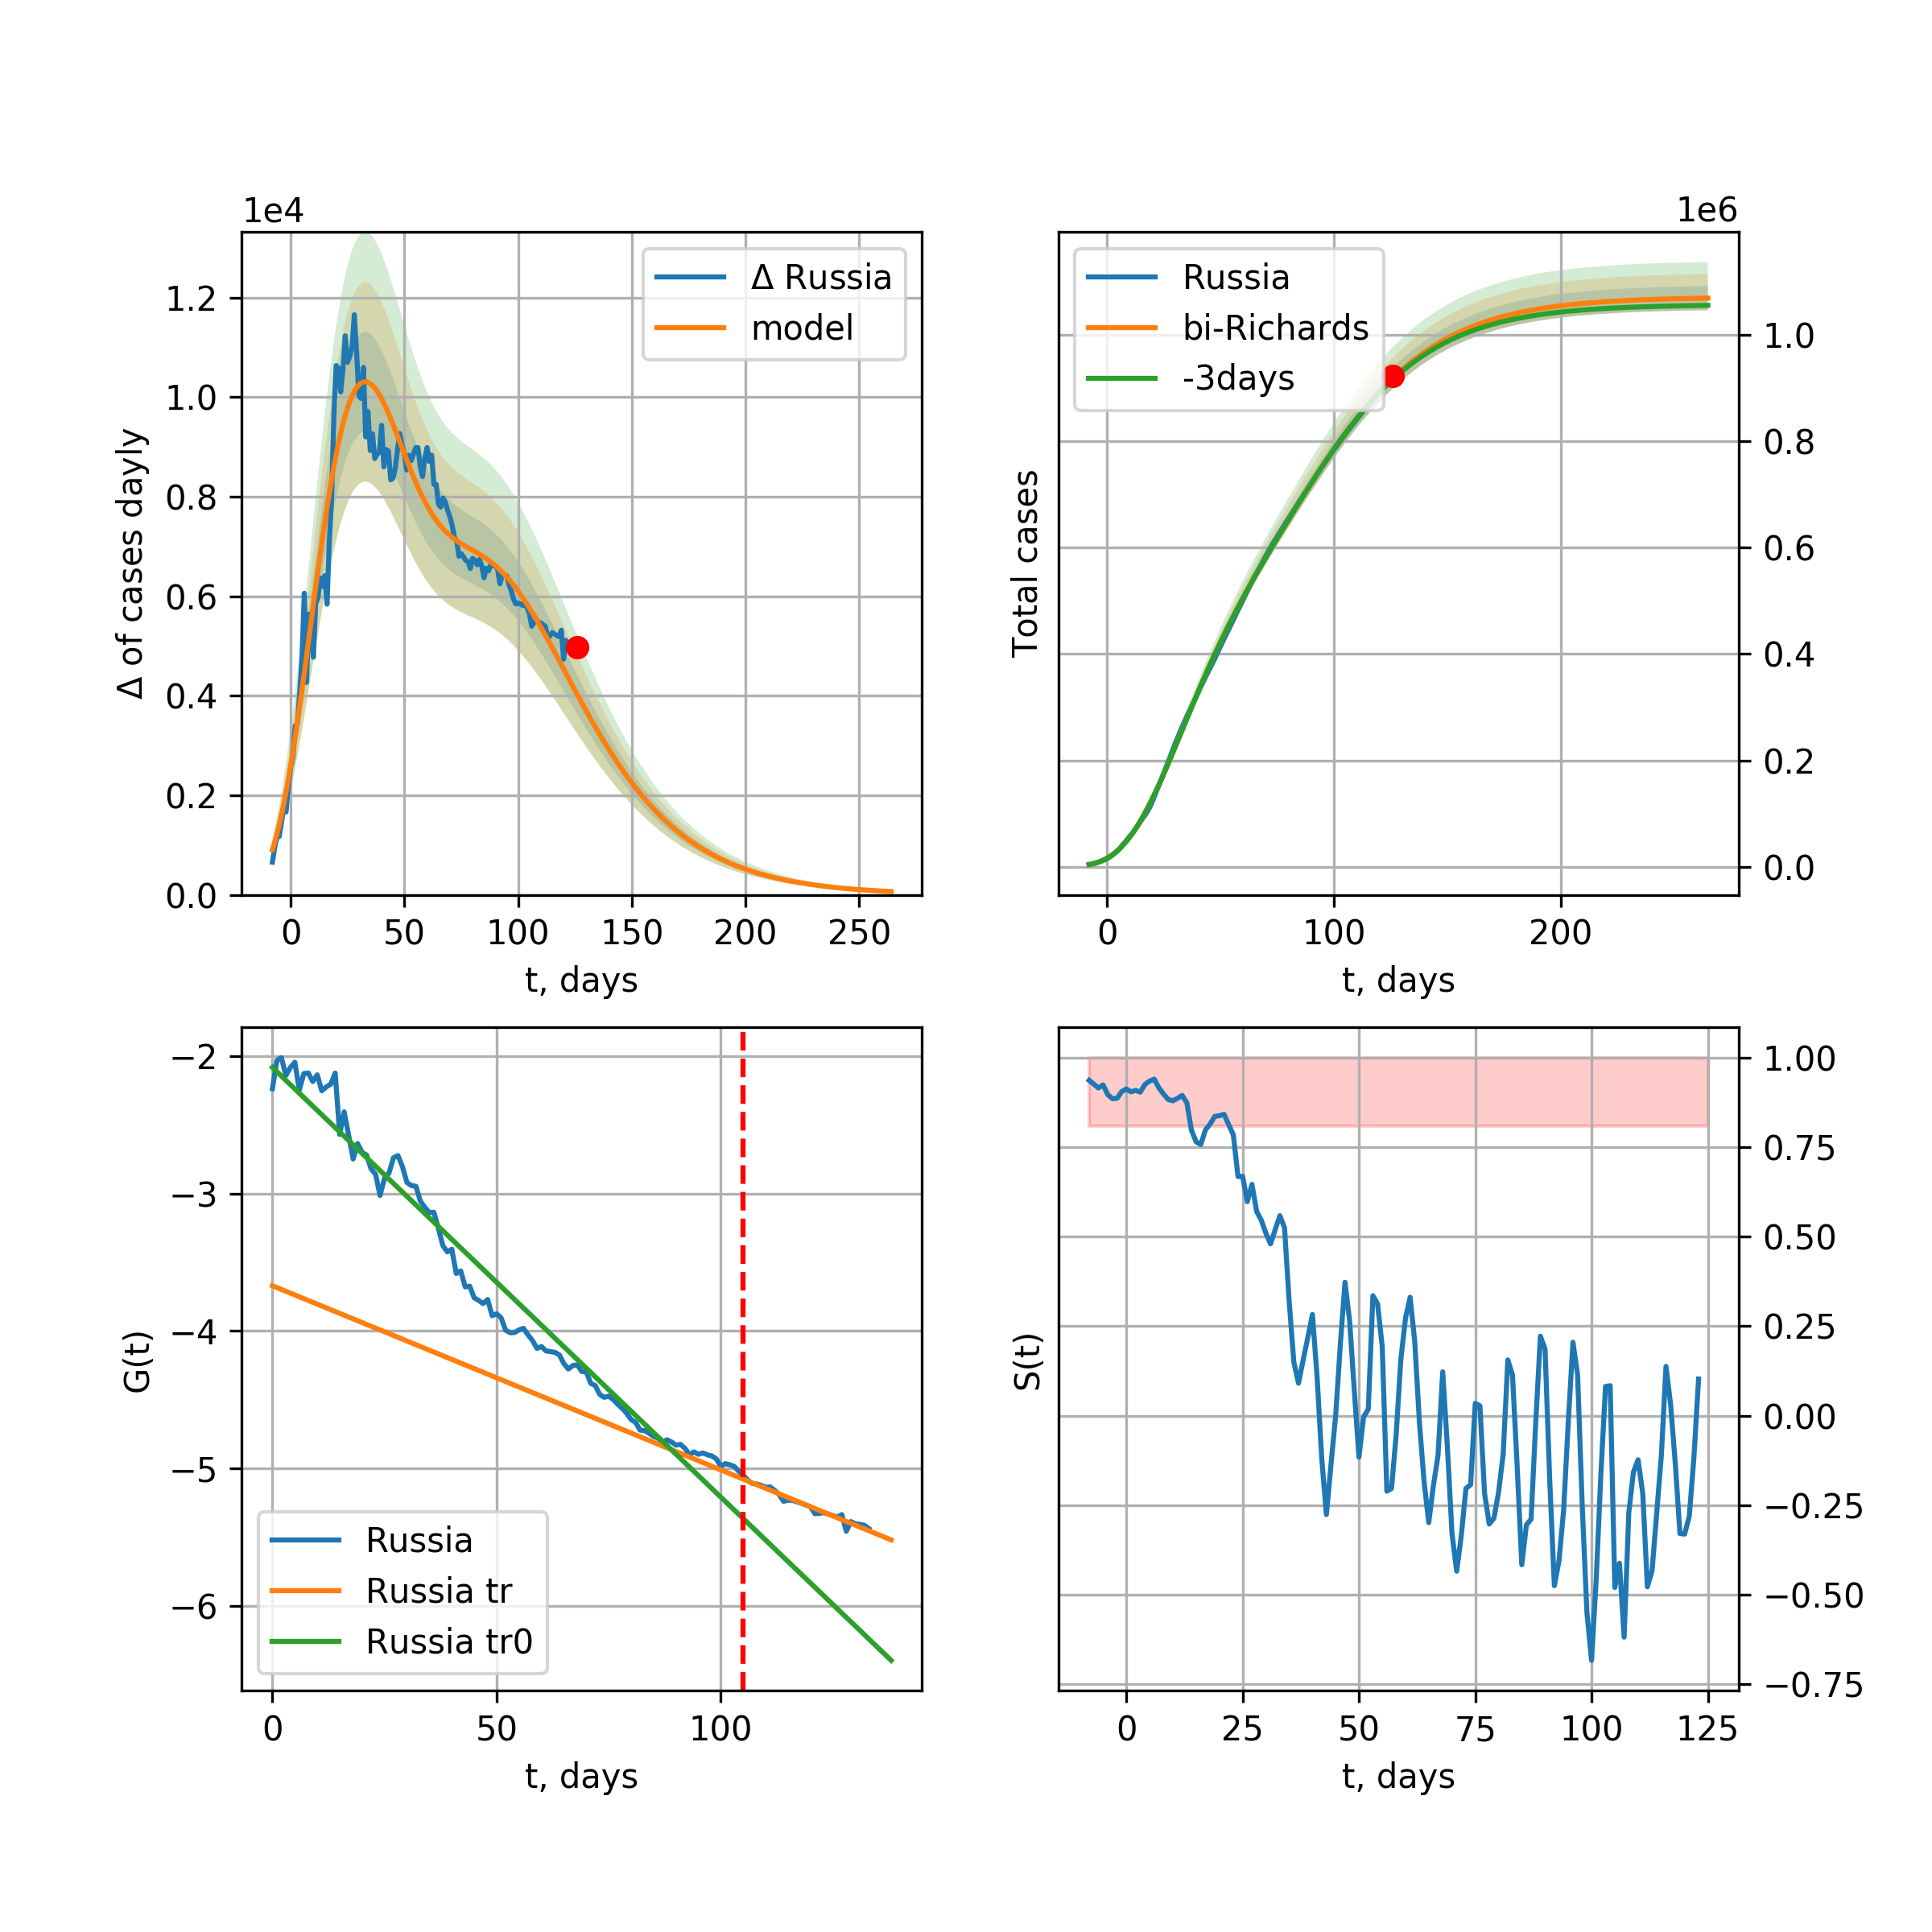 1e4
Δ of cases dayly
1.2
1.0
0.8
0.6
0.4
0.2
0.0
Δ Russia
model
0 50 100 150 200 250
t, days
1e6
Total cases
Russia
bi-Richards
-3days
1.0
0.8
0.6
0.4
0.2
0.0
0 100 200
t, days
G(t)
−2
−3
−4
−5
−6
Russia
Russia tr
Russia tr0
0 50 100
t, days
S(t)
1.00
0.75
0.50
0.25
0.00
−0.25
−0.50
−0.75
0 25 50 75 100 125
t, days